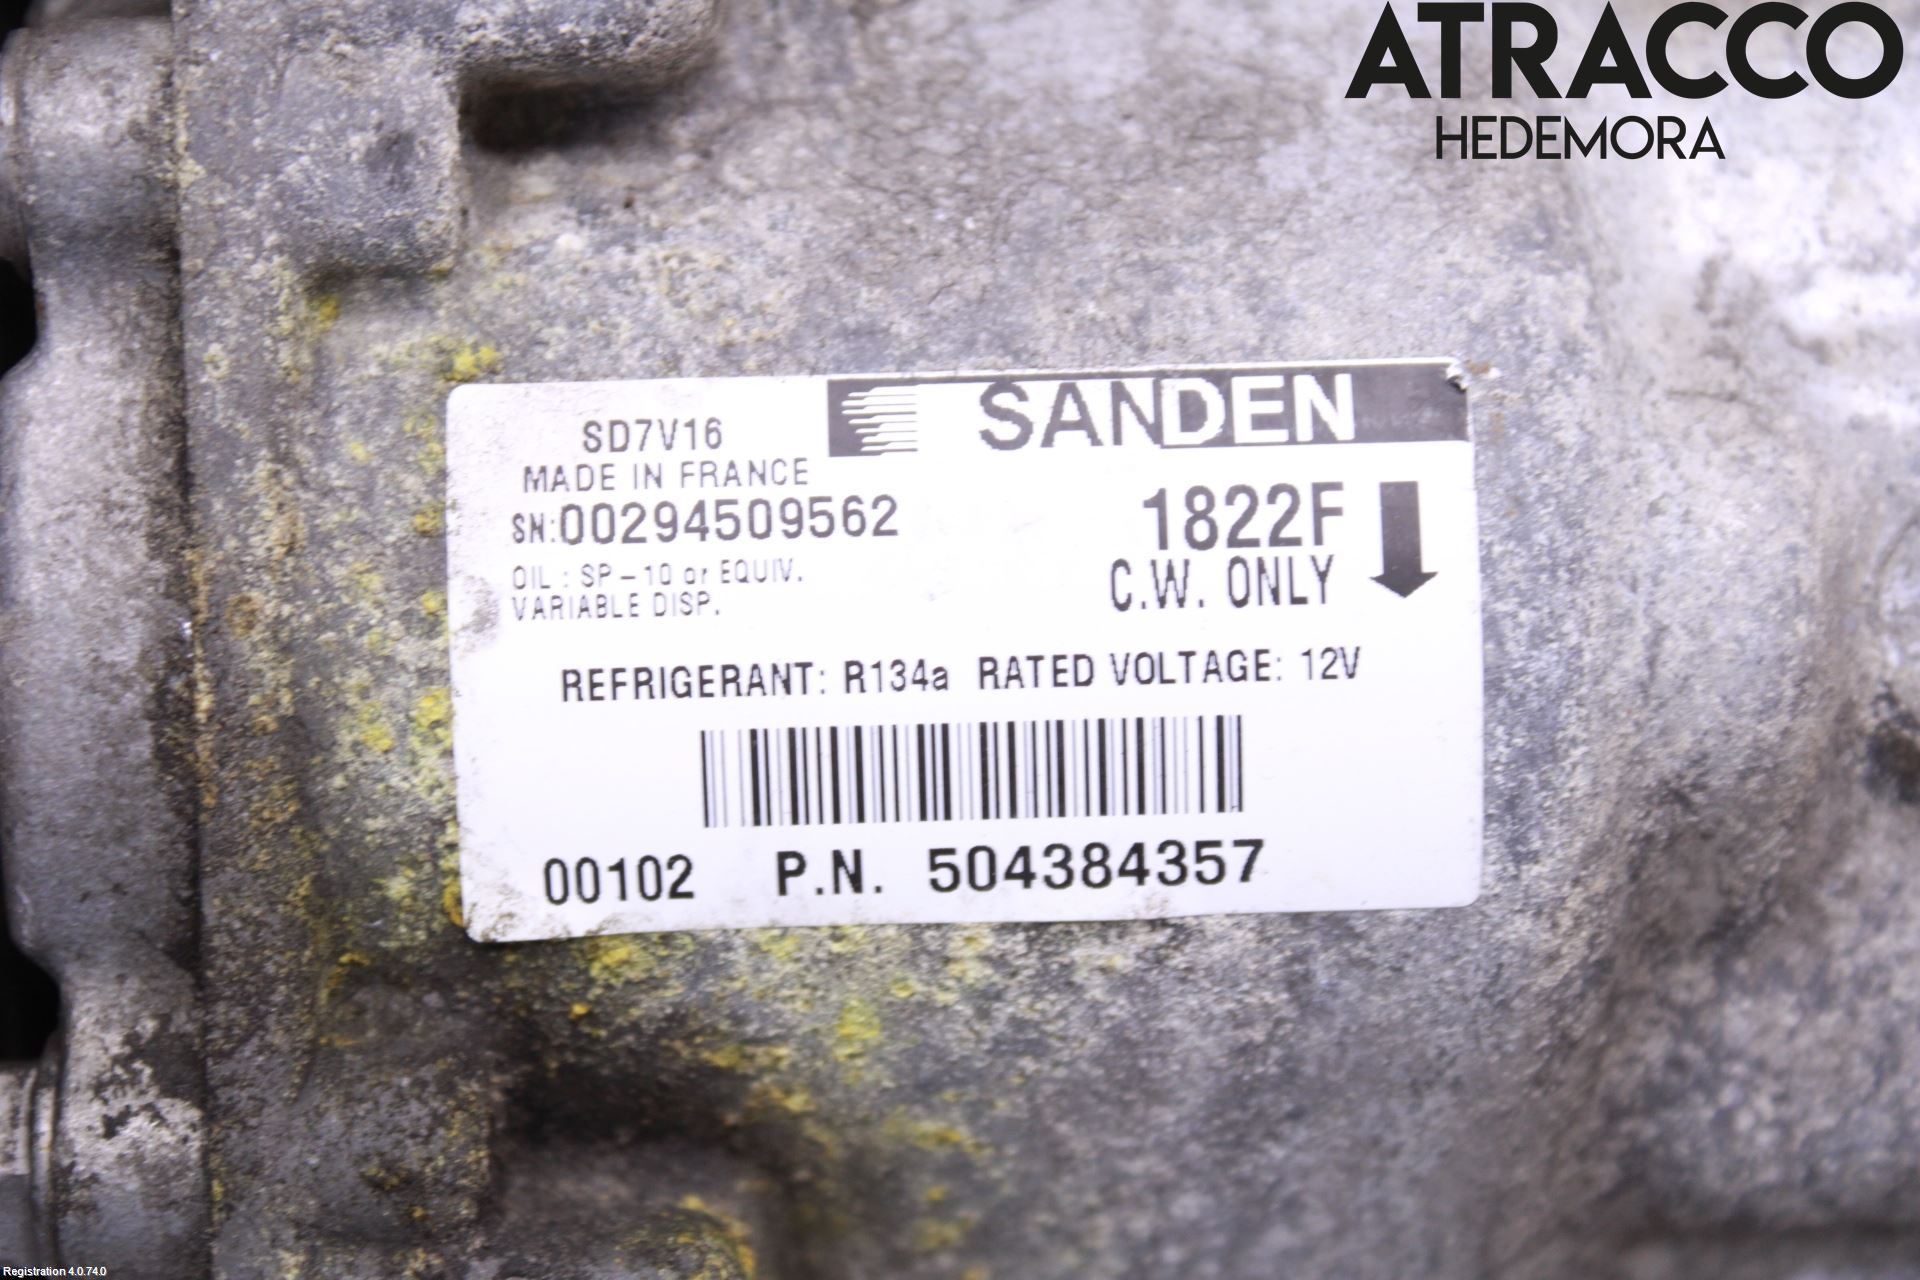 ATRACCO
HEDEMORA
SD7V16
SANDEN
MADE IN FRANCE
SN:00294509562
1822F
OIL : SP-10 or EQUIV.
C.W. ONLY
VARIABLE DISP.
REFRIGERANT: R134a RATED VOLTAGE: 12V
00102 P.N. 504384357
Registration 4.0.74.0